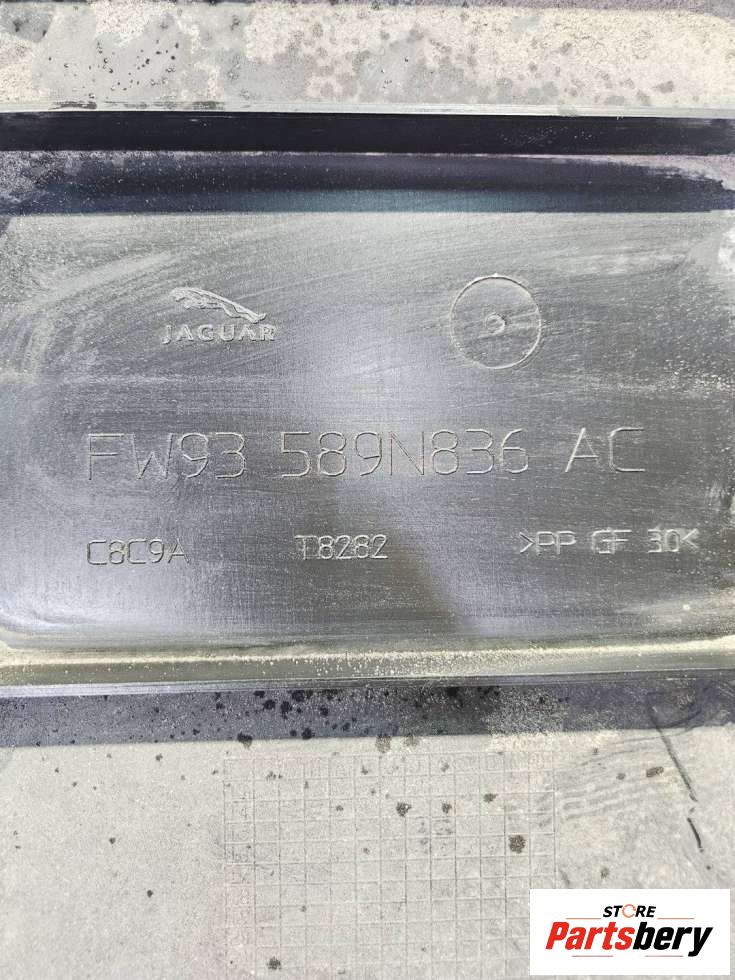 JAGUAR
FW93 589N836 AC
C8C9A T8282 >PP GF 30<
STORE
Partsbery